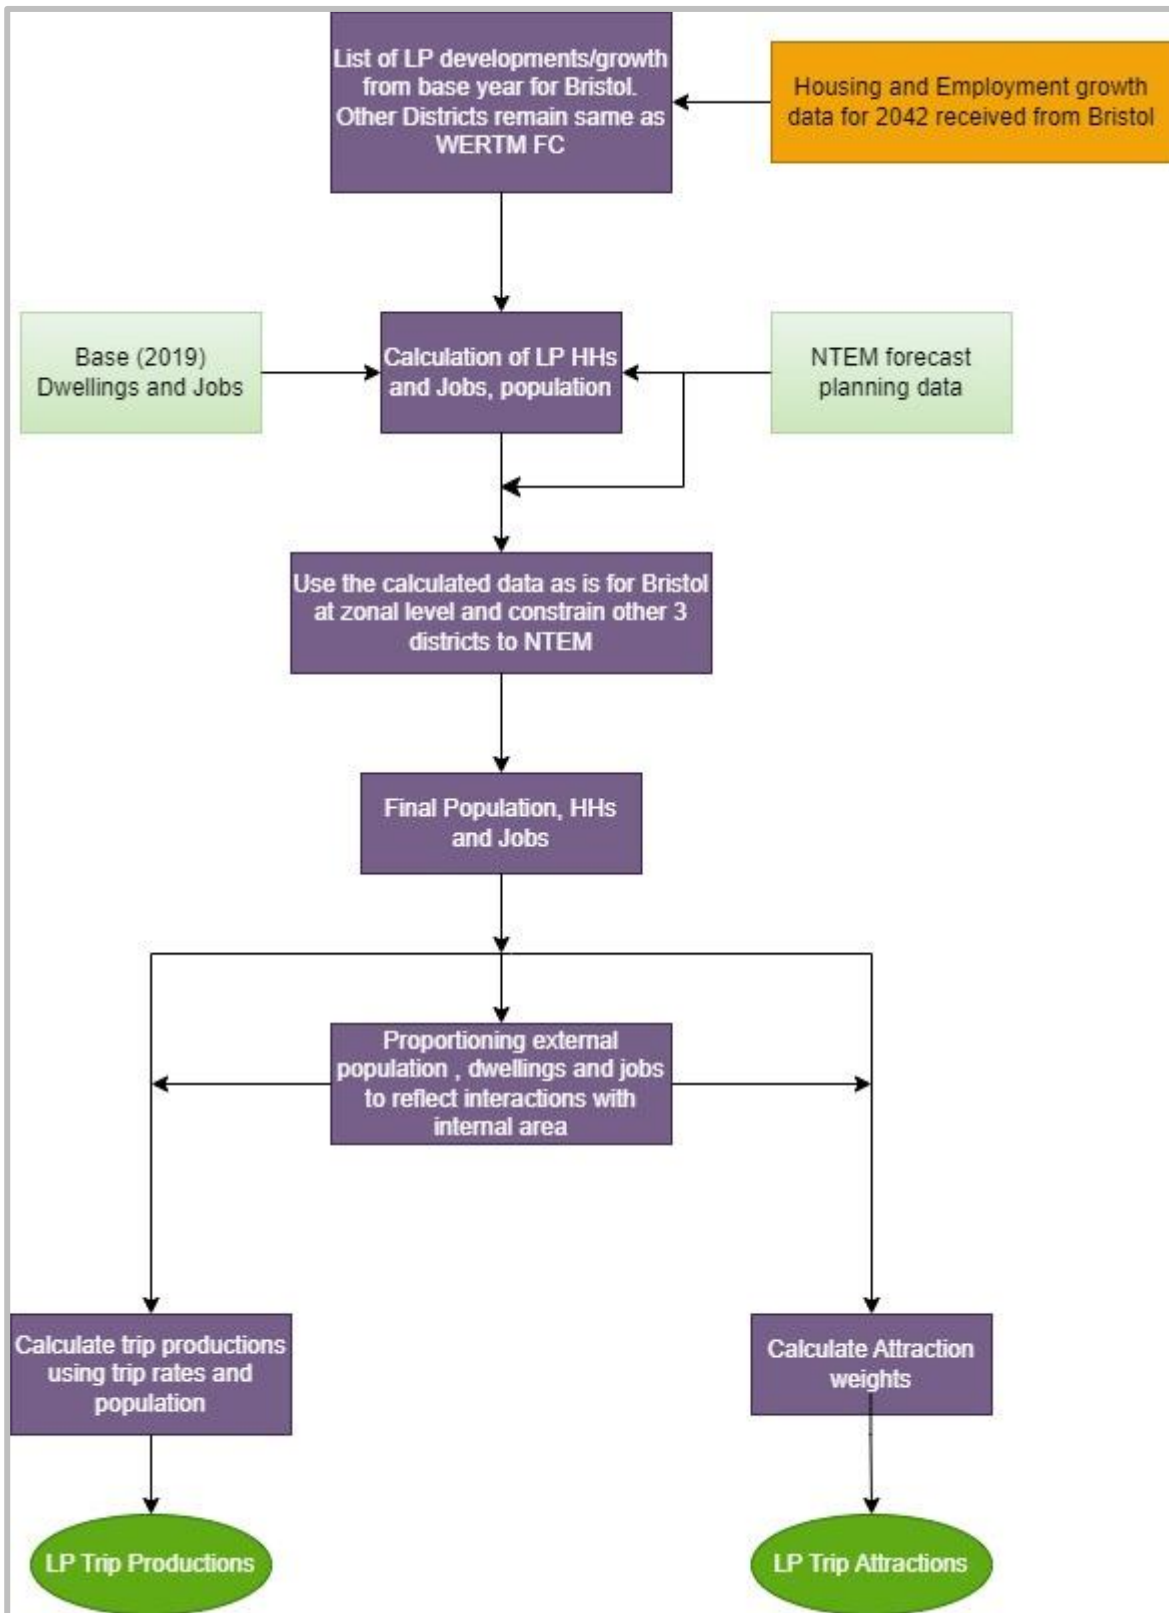 List of LP developments/growth
from base year for Bristol.
Other Districts remain same as
WERTM FC
Housing and Employment growth
data for 2042 received from Bristol
Base (2019)
Dwellings and Jobs
Calculation of LP HHs
and Jobs, population
NTEM forecast
planning data
Use the calculated data as is for Bristol
at zonal level and constrain other 3
districts to NTEM
Final Population, HHs
and Jobs
Proportioning external
population , dwellings and jobs
to reflect interactions with
internal area
Calculate trip productions
using trip rates and
population
Calculate Attraction
weights
LP Trip Productions
LP Trip Attractions